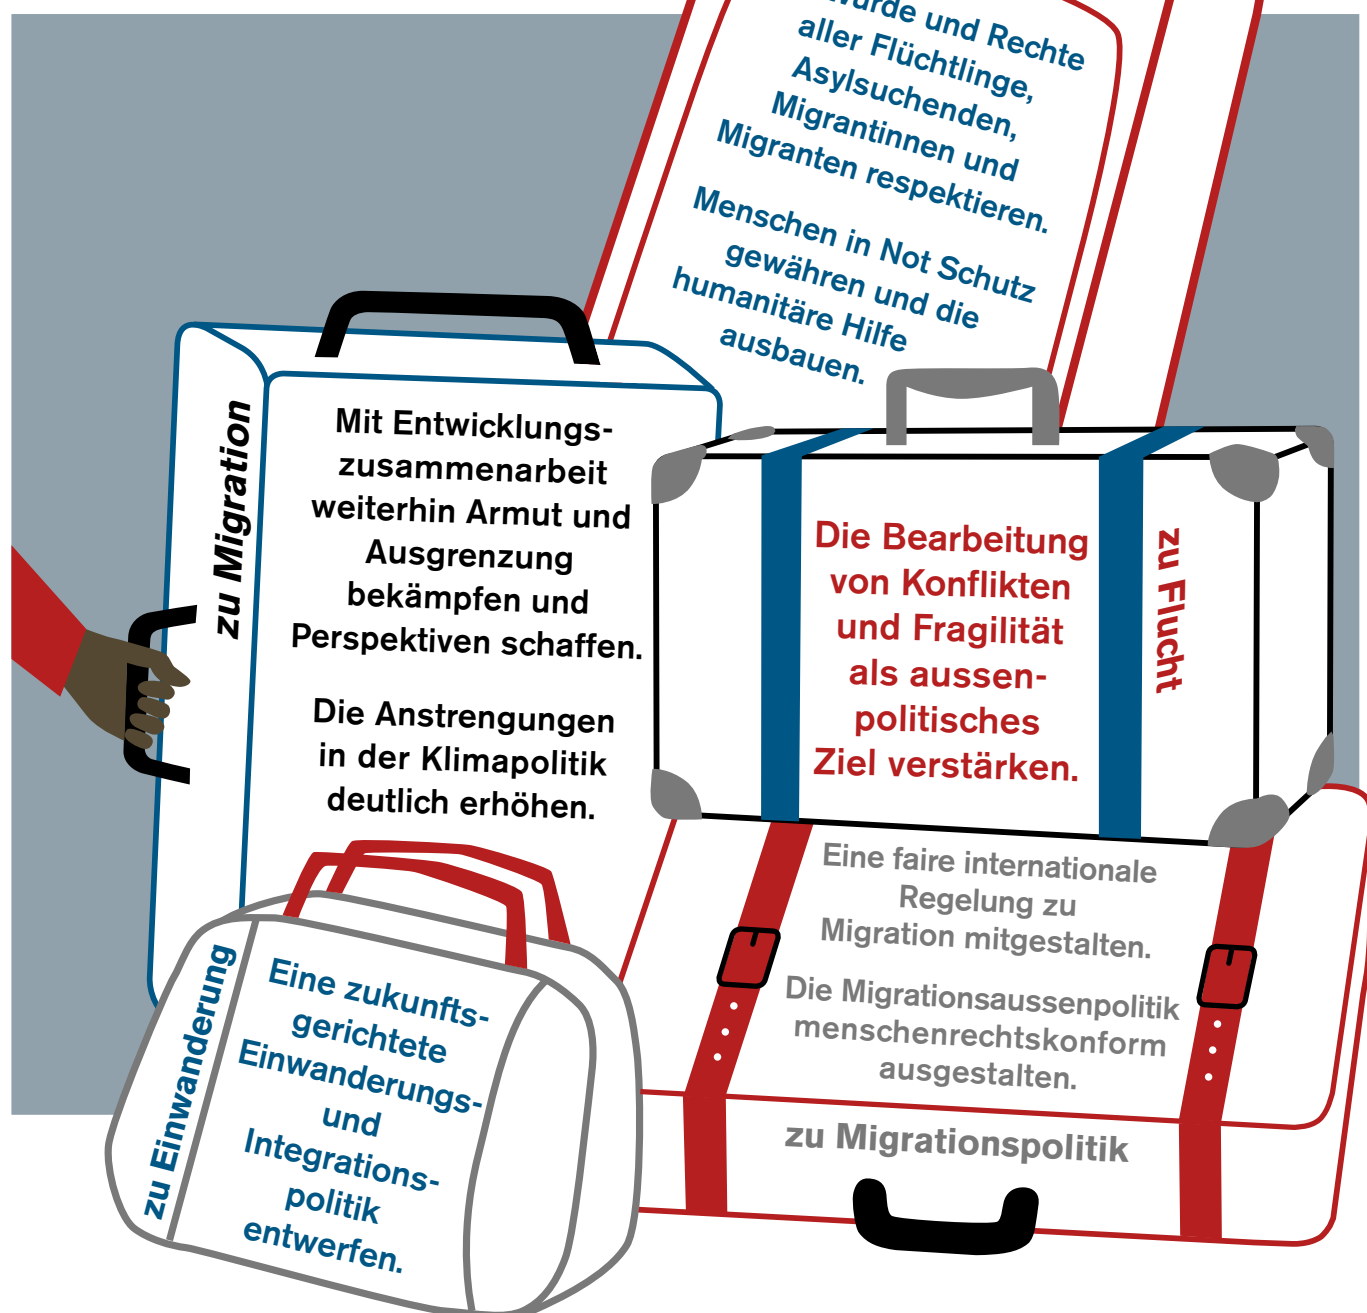 Würde und Rechte
aller Flüchtlinge,
Asylsuchenden,
Migrantinnen und
Migranten respektieren.
Menschen in Not Schutz
gewähren und die
humanitäre Hilfe
ausbauen.
zu Migration
Mit Entwicklungs-
zusammenarbeit
weiterhin Armut und
Ausgrenzung
bekämpfen und
Perspektiven schaffen.
Die Anstrengungen
in der Klimapolitik
deutlich erhöhen.
Die Bearbeitung
von Konflikten
und Fragilität
als aussen-
politisches
Ziel verstärken.
zu Flucht
Eine faire internationale
Regelung zu
Migration mitgestalten.
Die Migrationsaussenpolitik
menschenrechtskonform
ausgestalten.
zu Migrationspolitik
zu Einwanderung
Eine zukunfts-
gerichtete
Einwanderungs-
und
Integrations-
politik
entwerfen.